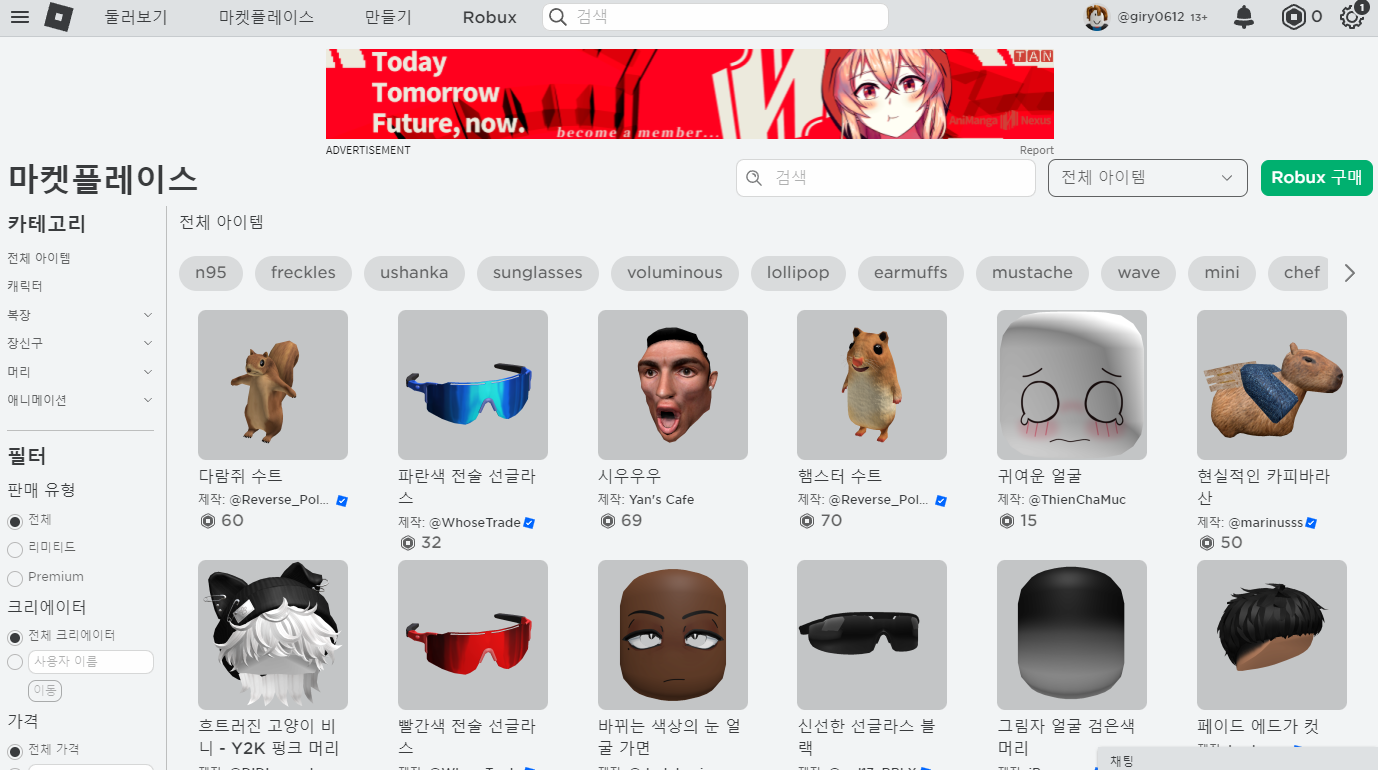 둘러보기 마켓플레이스 만들기 Robux 검색 @giry0612 13+ 0 1
Today
Tomorrow
Future, now.
become a member...
TAN
AniManga Nexus
ADVERTISEMENT Report
마켓플레이스 검색 전체 아이템 Robux 구매
카테고리
전체 아이템
캐릭터
복장
장신구
머리
애니메이션
필터
판매 유형
전체
리미티드
Premium
크리에이터
전체 크리에이터
사용자 이름
이동
가격
전체 가격
전체 아이템
n95 freckles ushanka sunglasses voluminous lollipop earmuffs mustache wave mini chef
다람쥐 수트
제작: @Reverse_Pol...
60
파란색 전술 선글라
스
제작: @WhoseTrade
32
시우우우
제작: Yan's Cafe
69
햄스터 수트
제작: @Reverse_Pol...
70
귀여운 얼굴
제작: @ThienChaMuc
15
현실적인 카피바라
산
제작: @marinusss
50
흐트러진 고양이 비
니 - Y2K 펑크 머리
빨간색 전술 선글라
스
바뀌는 색상의 눈 얼
굴 가면
신선한 선글라스 블
랙
그림자 얼굴 검은색
머리
페이드 에드가 컷
채팅